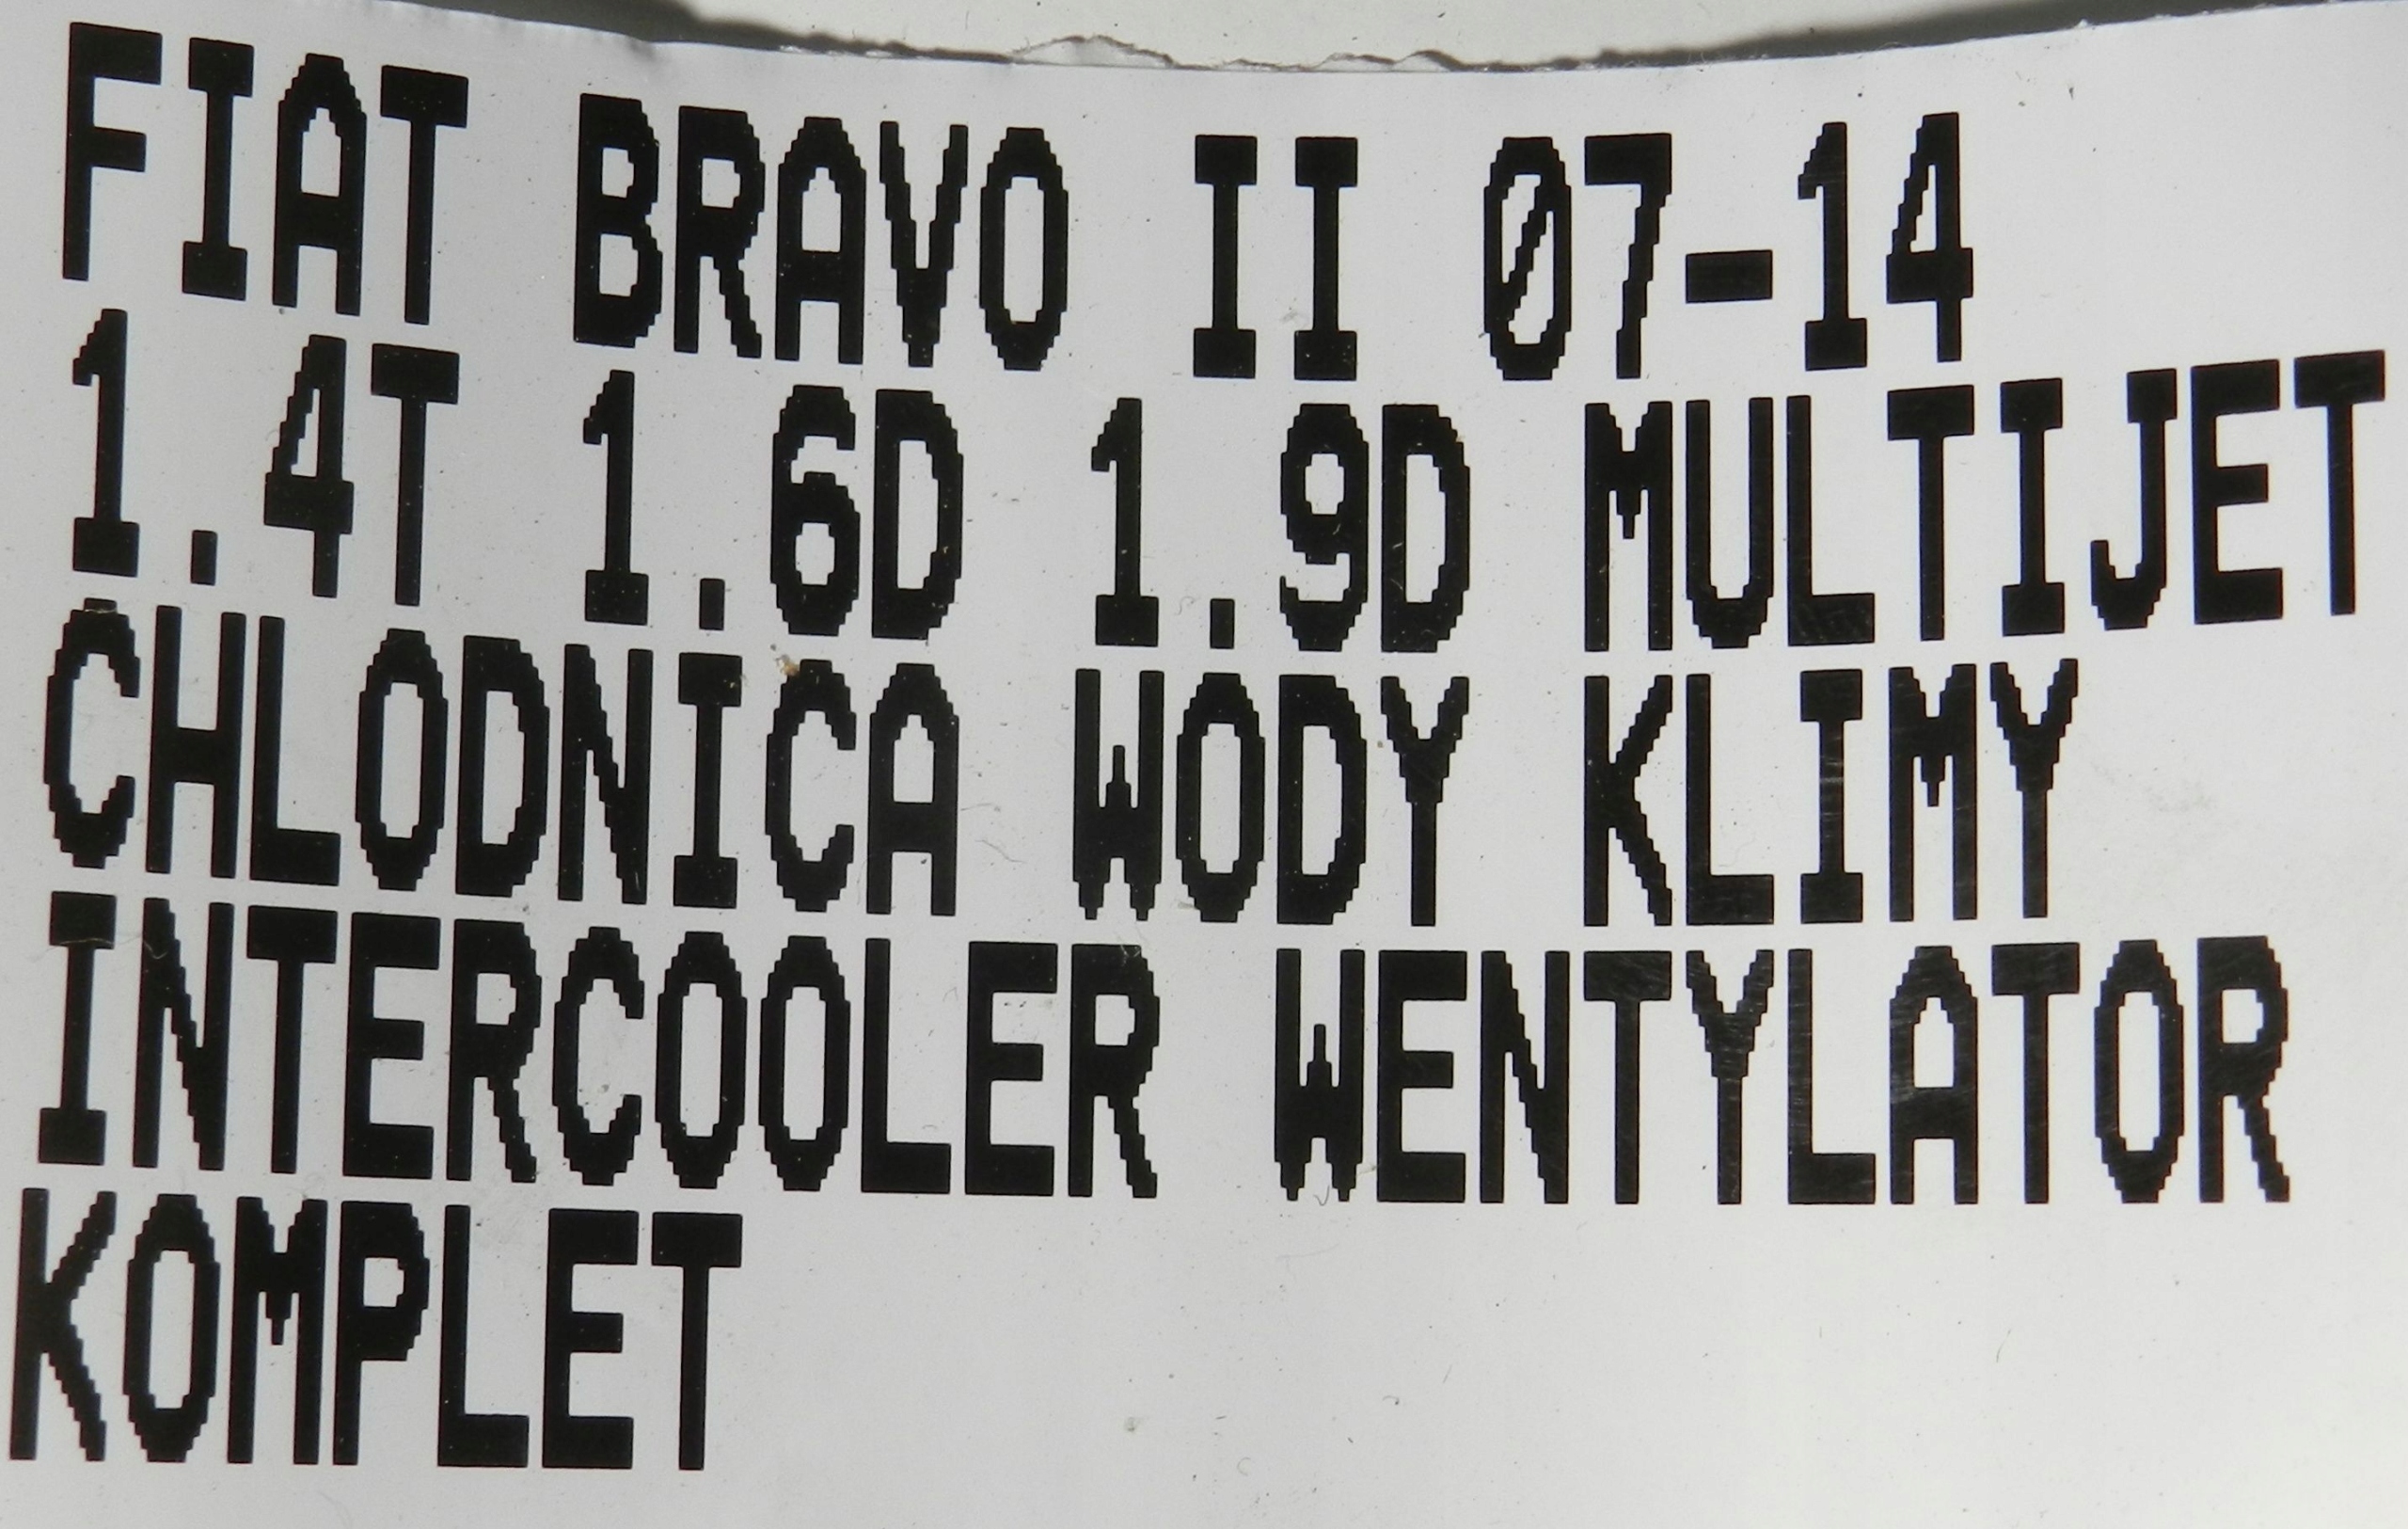 FIAT BRAVO II 07-14
1.4T 1.6D 1.9D MULTIJET
CHLODNICA WODY KLIMY
INTERCOOLER WENTYLATOR
KOMPLET